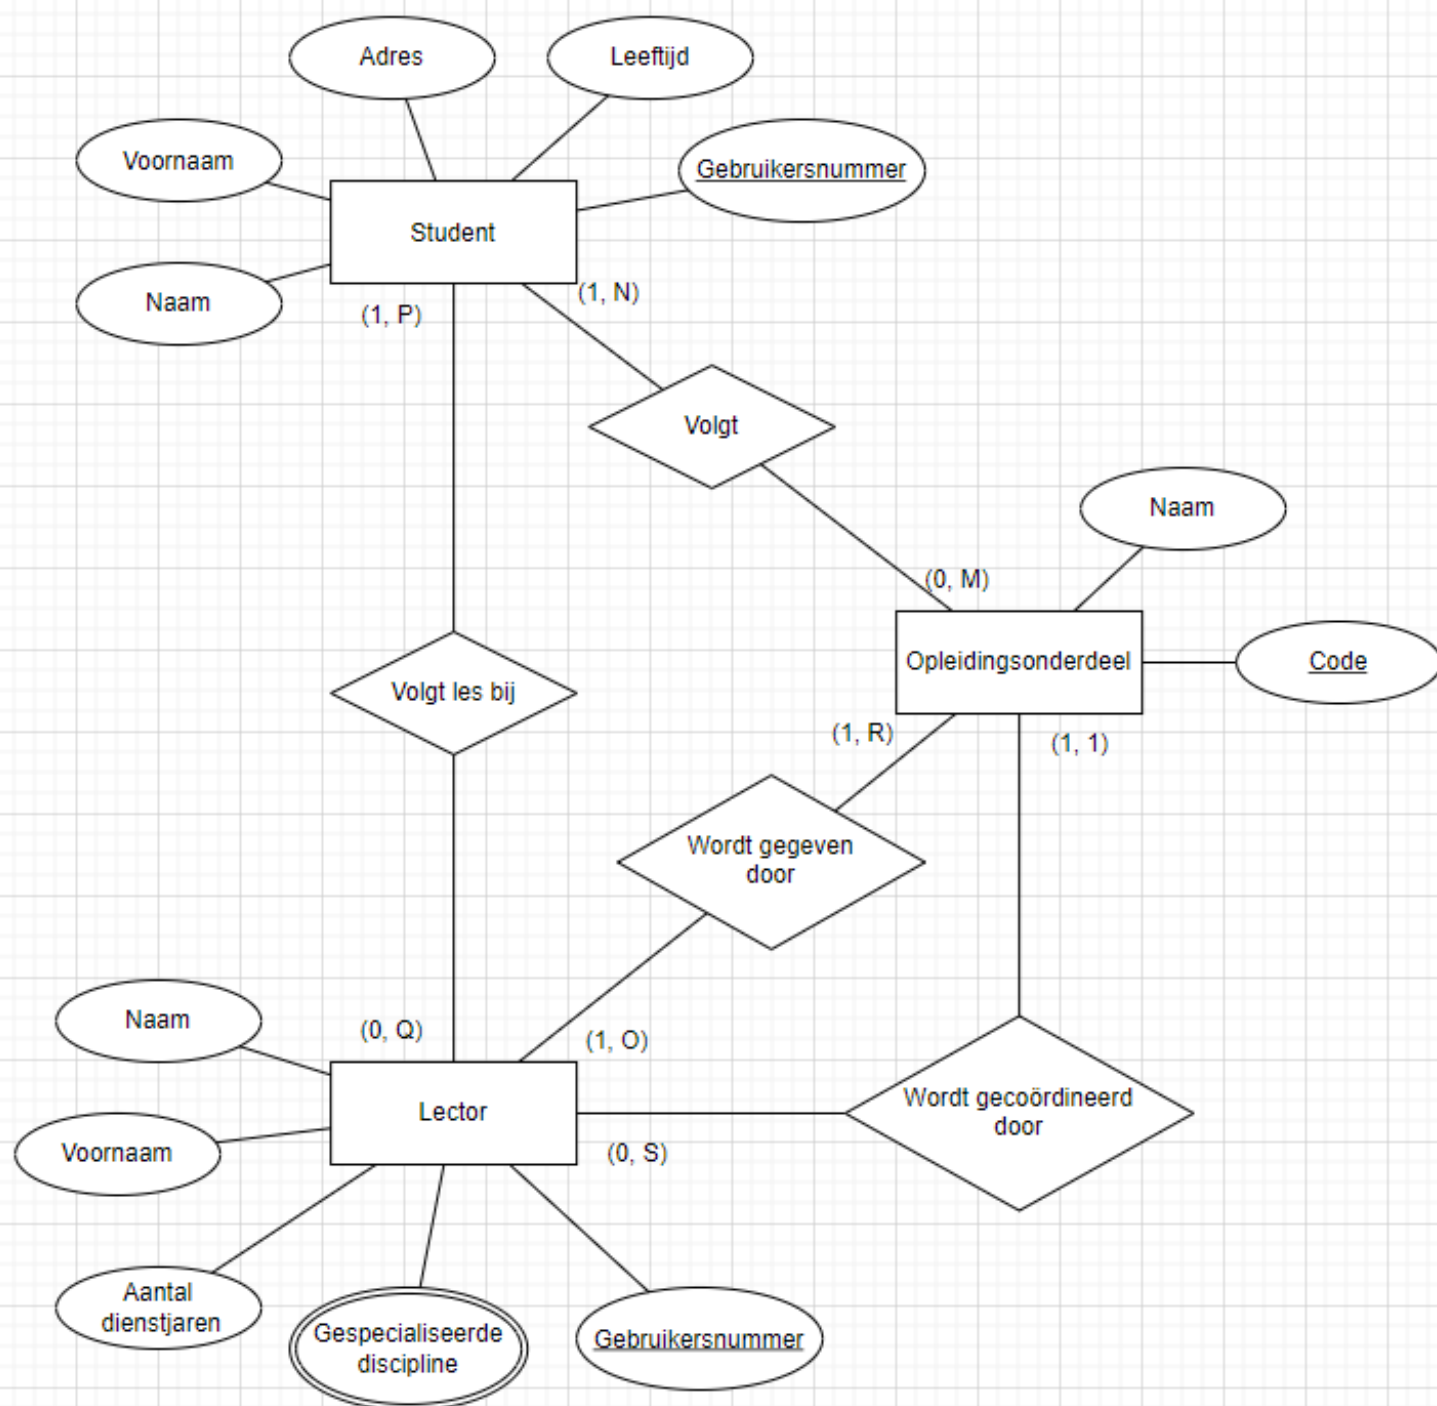 Adres
Leeftijd
Voornaam
Gebruikersnummer
Student
Naam
(1, N)
(1, P)
Volgt
Naam
(0, M)
Opleidingsonderdeel
Code
Volgt les bij
(1, R)
(1, 1)
Wordt gegeven
door
Naam
(0, Q)
(1, O)
Wordt gecoördineerd
door
Lector
Voornaam
(0, S)
Aantal
dienstjaren
Gespecialiseerde
discipline
Gebruikersnummer